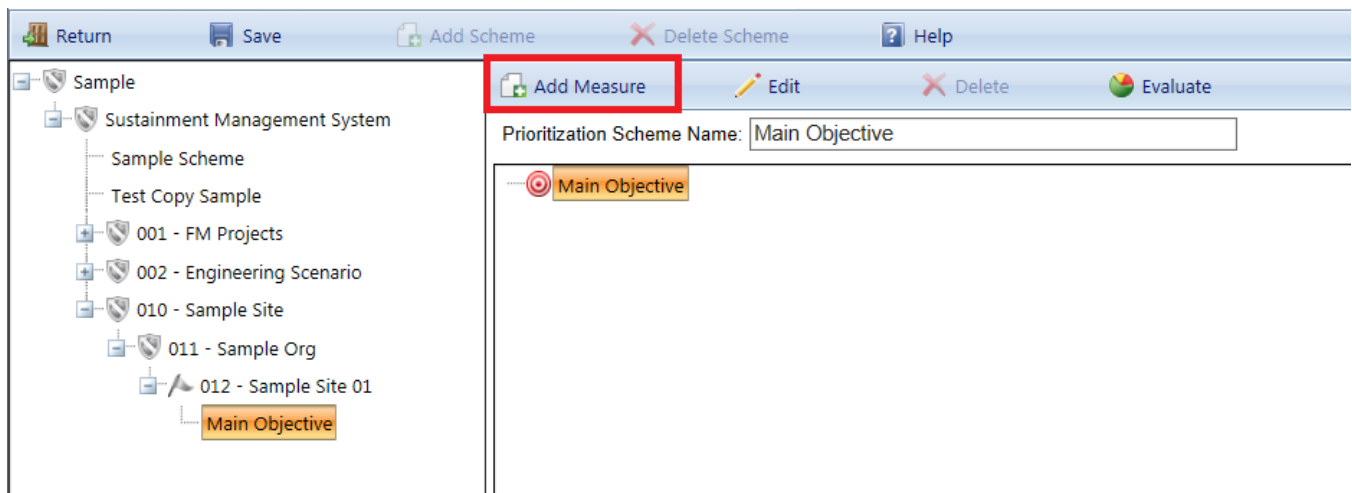 Return Save Add Scheme Delete Scheme Help
Sample
Sustainment Management System
Sample Scheme
Test Copy Sample
001 - FM Projects
002 - Engineering Scenario
010 - Sample Site
011 - Sample Org
012 - Sample Site 01
Main Objective
Add Measure Edit Delete Evaluate
Prioritization Scheme Name: Main Objective
Main Objective